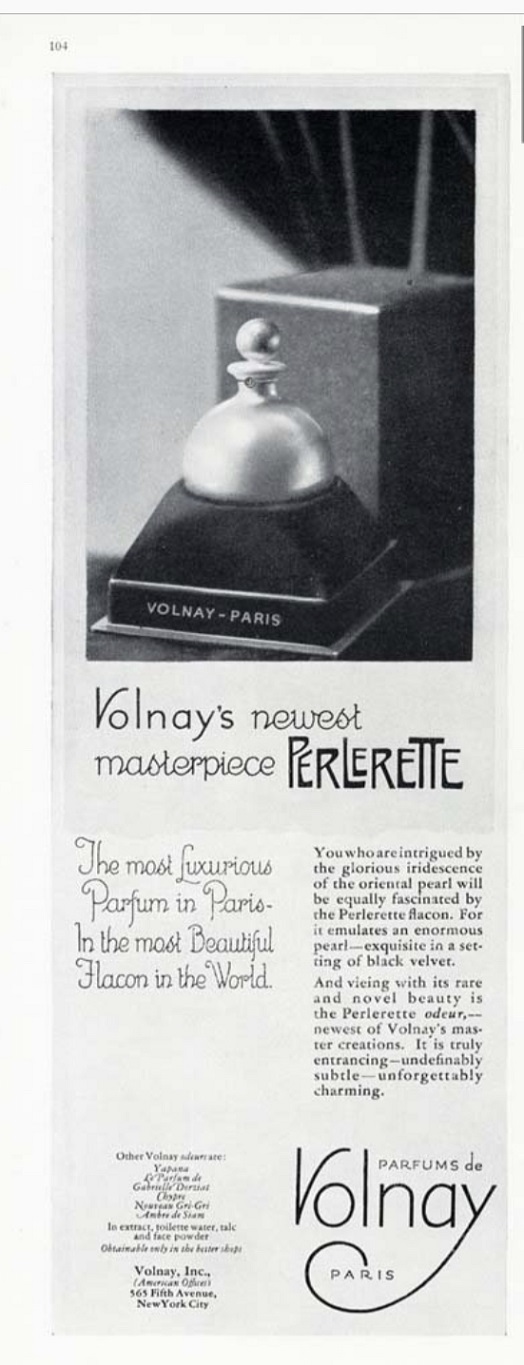 104
VOLNAY-PARIS
Volnay's newest
masterpiece PERLERETTE
The most Luxurious
Parfum in Paris-
In the most Beautiful
Flacon in the World.
You who are intrigued by
the glorious iridescence
of the oriental pearl will
be equally fascinated by
the Perlerette flacon. For
it emulates an enormous
pearl—exquisite in a set-
ting of black velvet.
And vieing with its rare
and novel beauty is
the Perlerette odeur,—
newest of Volnay's mas-
ter creations. It is truly
entrancing—undefinably
subtle—unforgettably
charming.
Other Volnay odeurs are:
Yapana
Le Parfum de
Gabrielle Dorziat
Chypre
Nouveau Gri-Gri
Ambre de Siam
In extract, toilette water, talc
and face powder
Obtainable only in the better shops
Volnay, Inc.,
(American Offices)
565 Fifth Avenue,
New York City
PARFUMS de
Volnay
PARIS